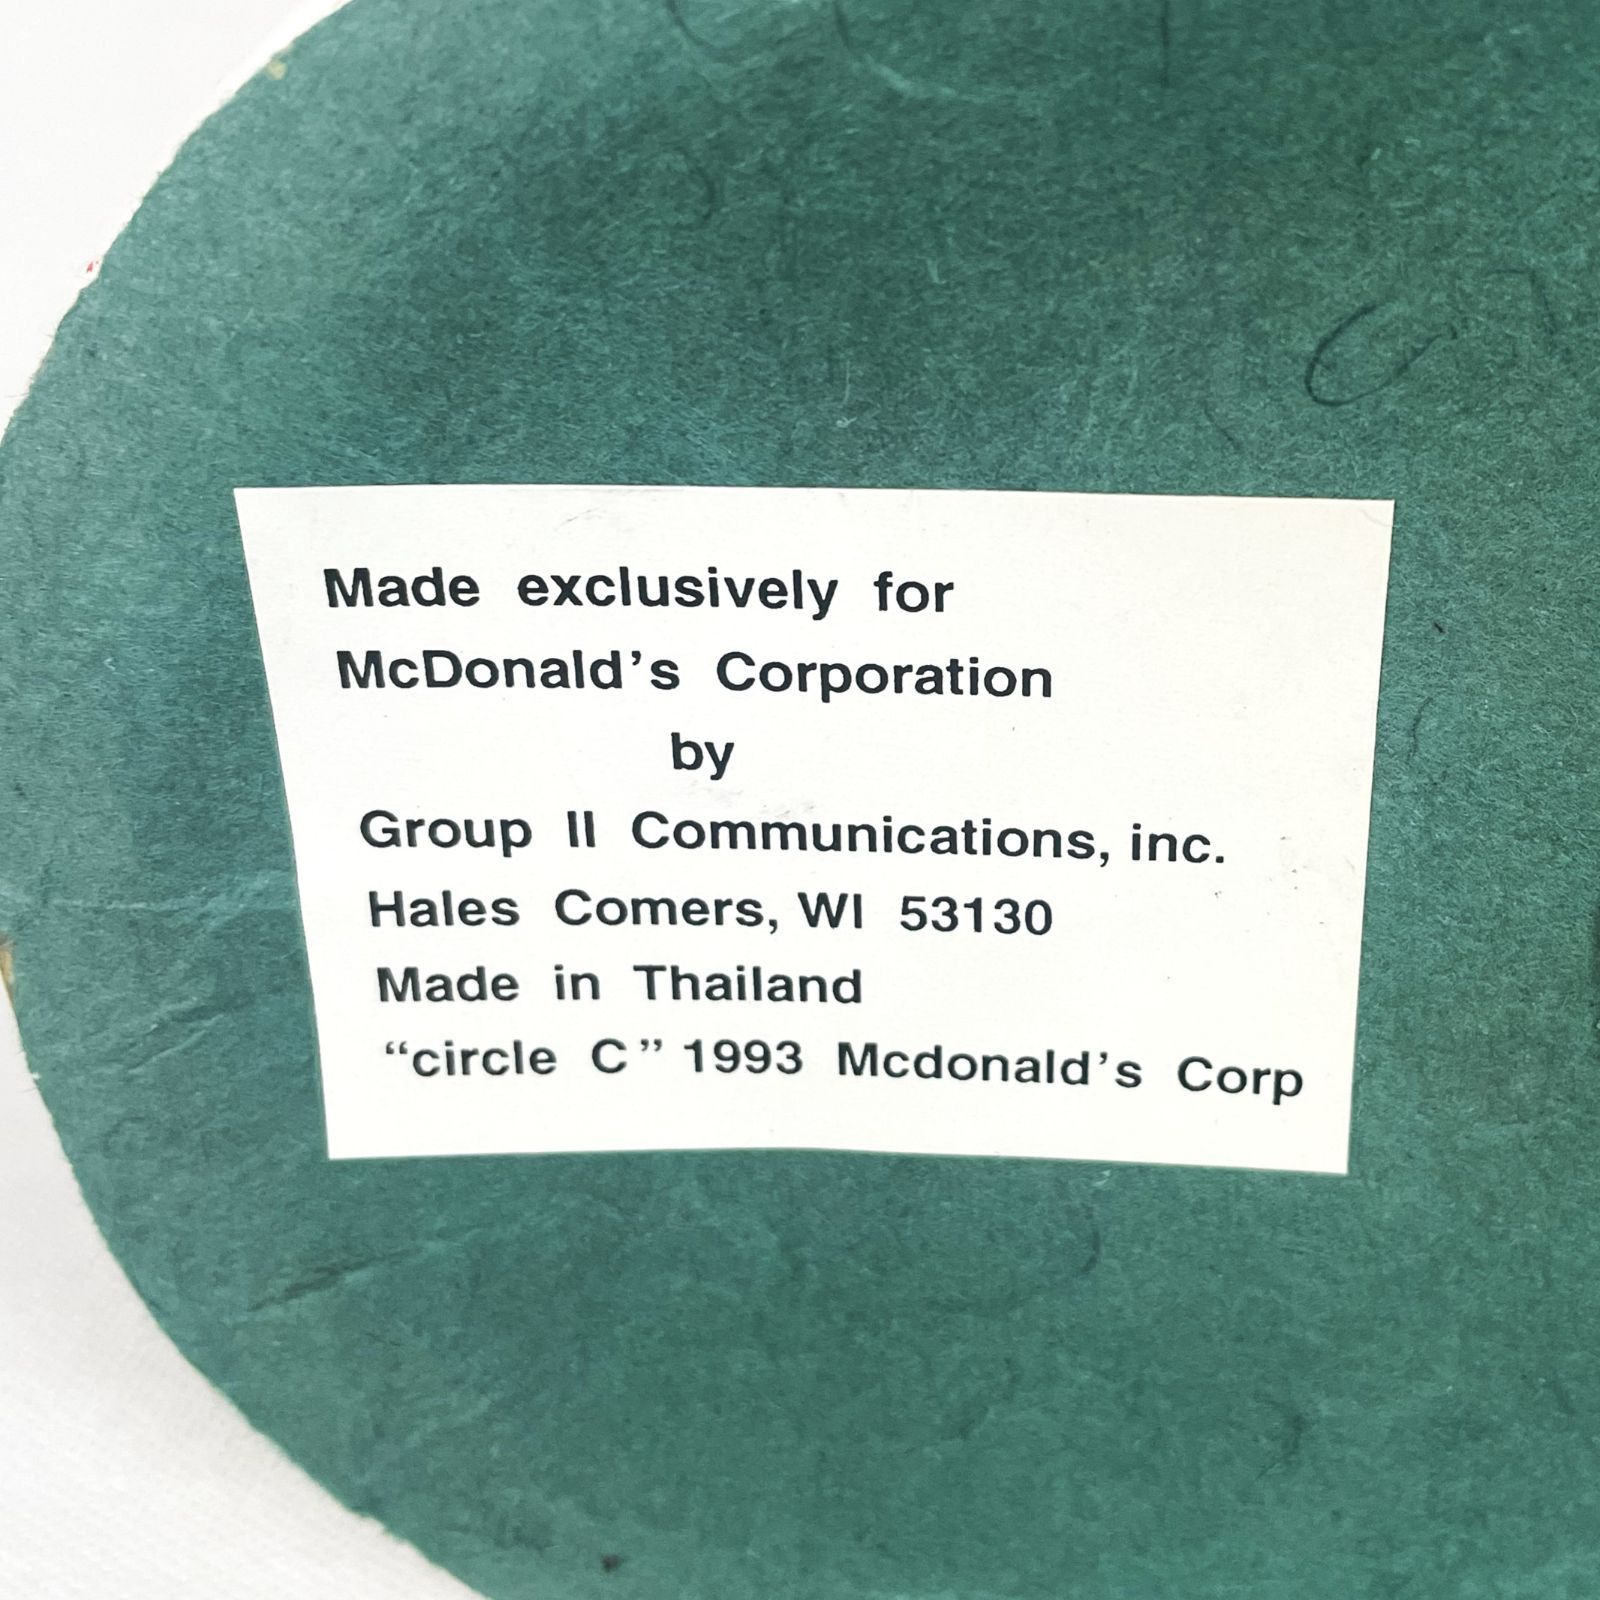 Made exclusively for
McDonald’s Corporation
by
Group II Communications, inc.
Hales Comers, WI 53130
Made in Thailand
“circle C” 1993 Mcdonald’s Corp